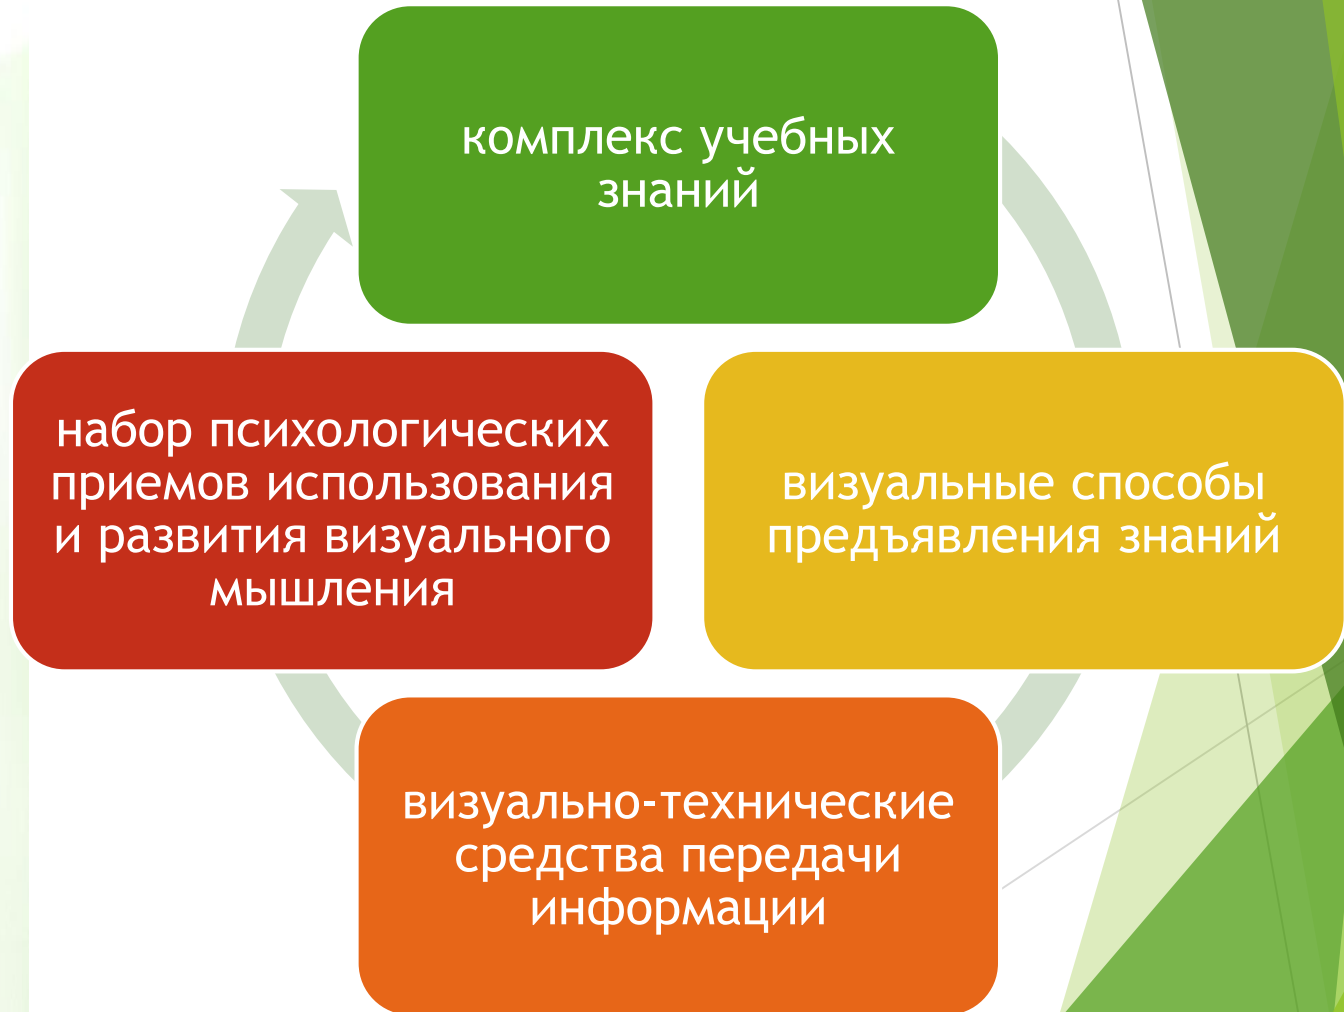 комплекс учебных
знаний
набор психологических
приемов использования
и развития визуального
мышления
визуальные способы
предъявления знаний
визуально-технические
средства передачи
информации